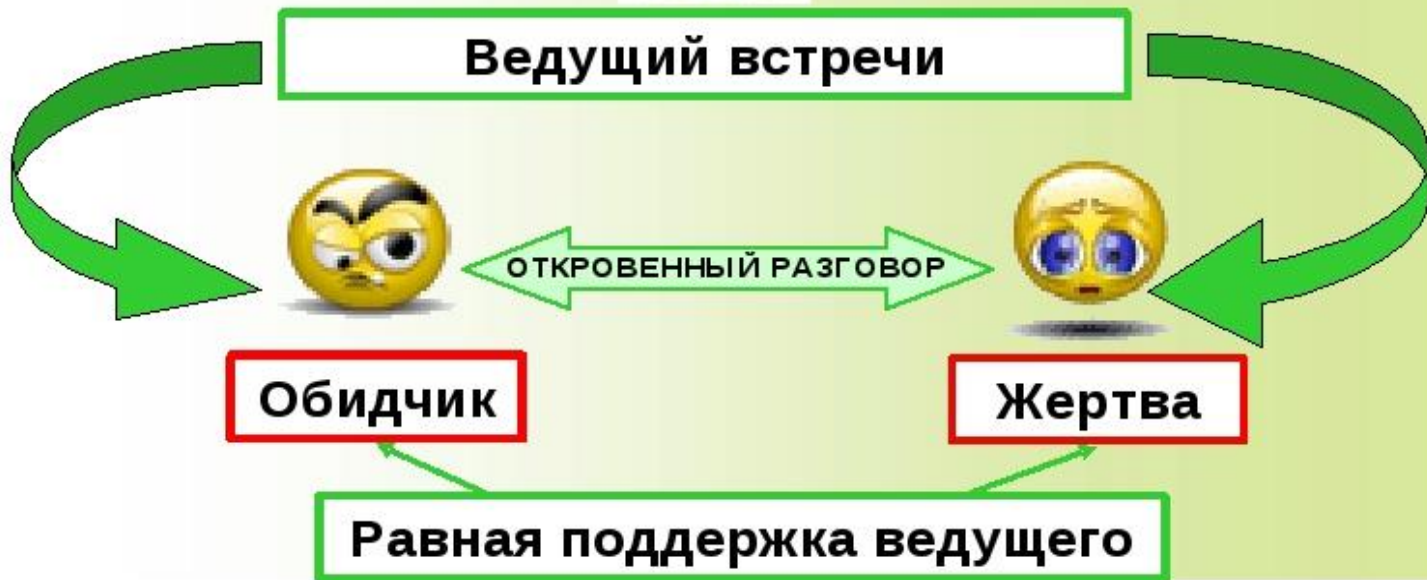 Ведущий встречи
ОТКРОВЕННЫЙ РАЗГОВОР
Обидчик
Жертва
Равная поддержка ведущего